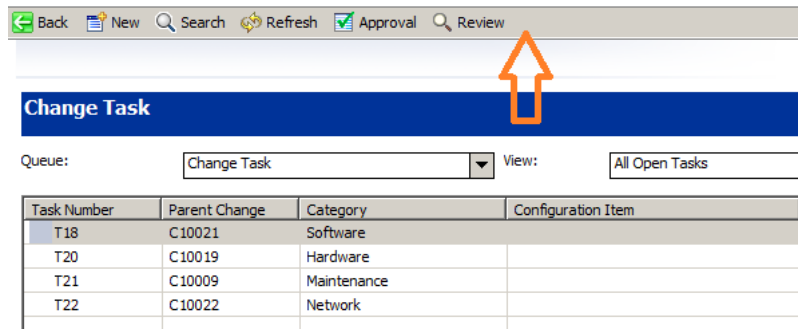 Back New Search Refresh Approval Review
Change Task
Queue: Change Task View: All Open Tasks
Task Number Parent Change Category Configuration Item
T18 C10021 Software
T20 C10019 Hardware
T21 C10009 Maintenance
T22 C10022 Network